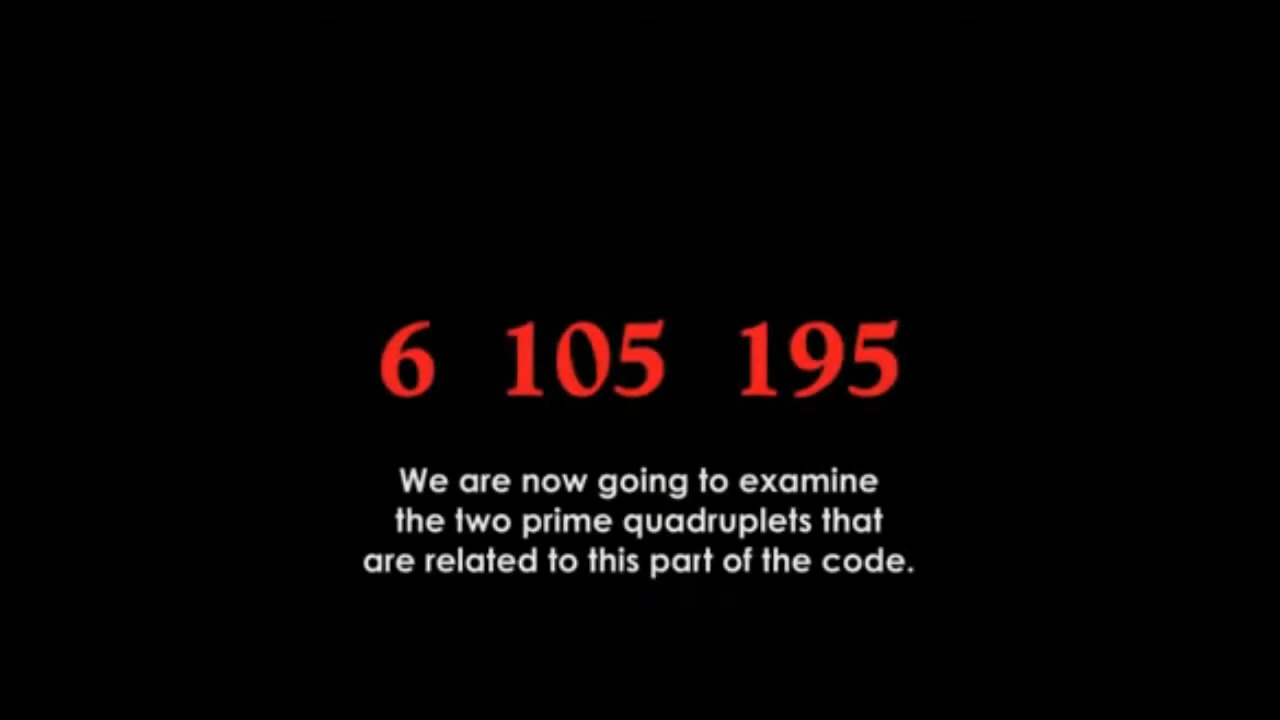 6 105 195
We are now going to examine
the two prime quadruplets that
are related to this part of the code.